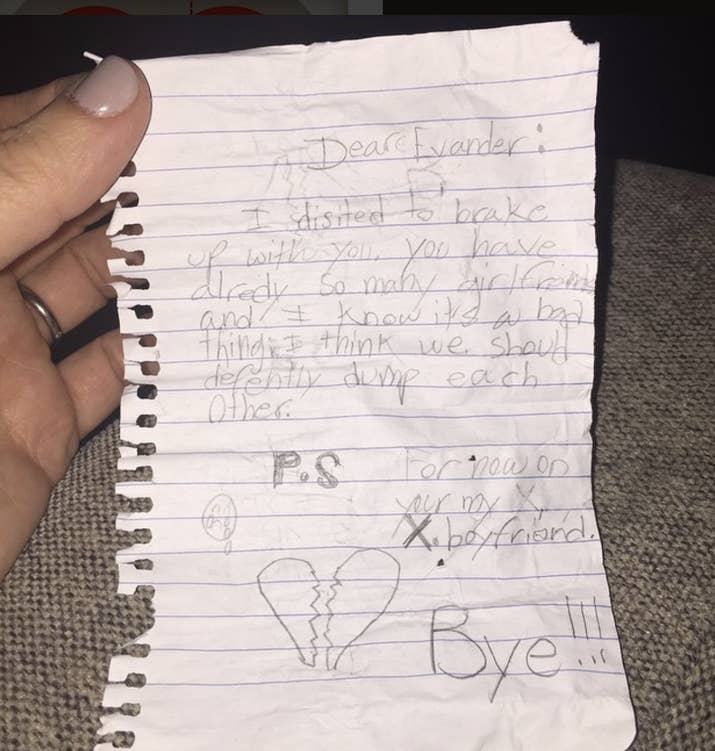 Dear Evander:
I disited to brake
up with you. you have
alredy so many girlfriends
and I know it's a bad
thing. I think we should
defently dump each
Other.
P.S For now on
your my X,
X. boyfriend.
Bye!!!